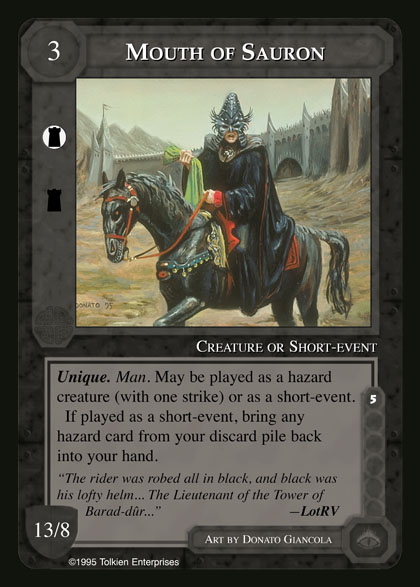 3
MOUTH OF SAURON
DONATO 95
CREATURE OR SHORT-EVENT
Unique. Man. May be played as a hazard
creature (with one strike) or as a short-event.
If played as a short-event, bring any
hazard card from your discard pile back
into your hand.
5
“The rider was robed all in black, and black was
his lofty helm... The Lieutenant of the Tower of
Barad-dûr...” —LotRV
13/8
ART BY DONATO GIANCOLA
©1995 Tolkien Enterprises